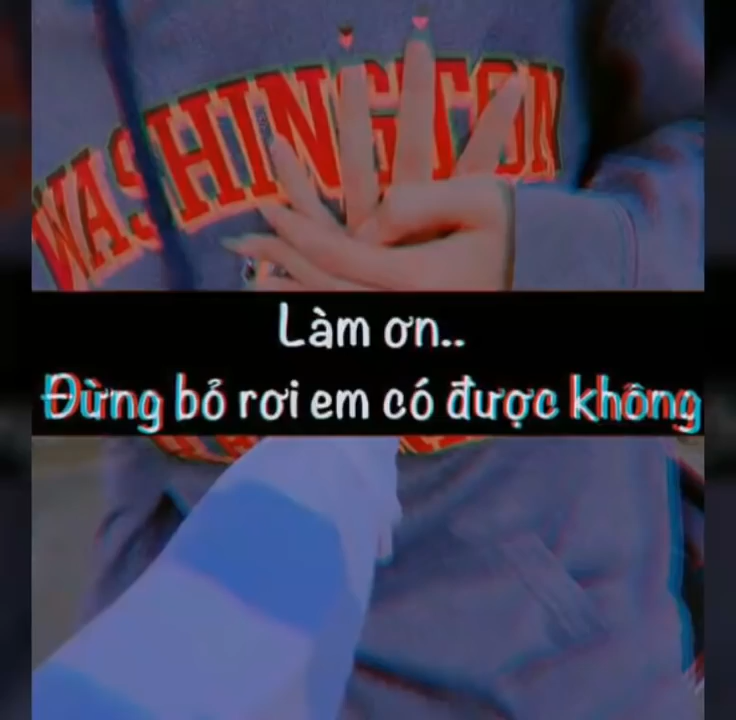 WASHINGTON
Làm ơn..
Đừng bỏ rơi em có được không